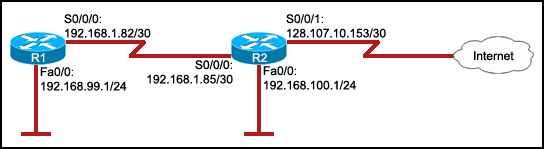 S0/0/0:
192.168.1.82/30
R1
Fa0/0:
192.168.99.1/24
S0/0/0:
192.168.1.85/30
R2
S0/0/1:
128.107.10.153/30
Fa0/0:
192.168.100.1/24
Internet